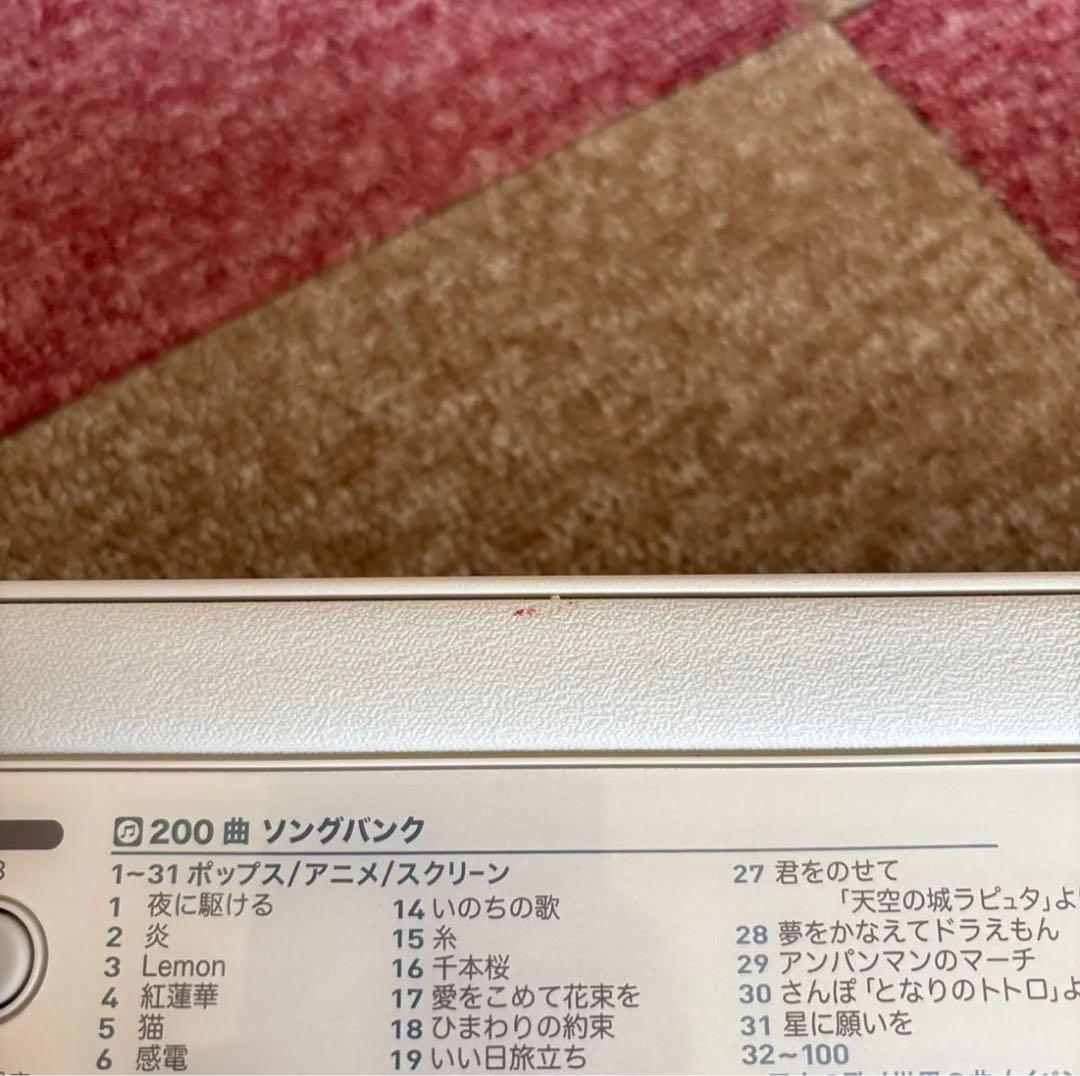 200曲 ソングバンク
1~31 ポップス/アニメ/スクリーン
1 夜に駆ける
2 炎
3 Lemon
4 紅蓮華
5 猫
6 感電
14 いのちの歌
15 糸
16 千本桜
17 愛をこめて花束を
18 ひまわりの約束
19 いい日旅立ち
27 君をのせて
「天空の城ラピュタ」よ
28 夢をかなえてドラえもん
29 アンパンマンのマーチ
30 さんぽ「となりのトトロ」よ
31 星に願いを
32~100